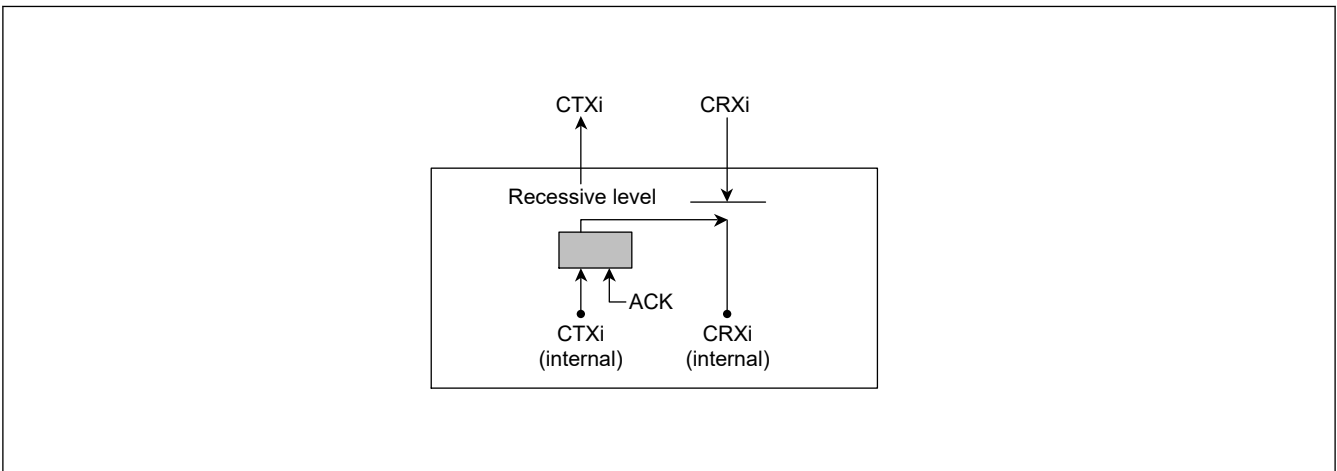 CTXi
CRXi
Recessive level
ACK
CTXi
(internal)
CRXi
(internal)